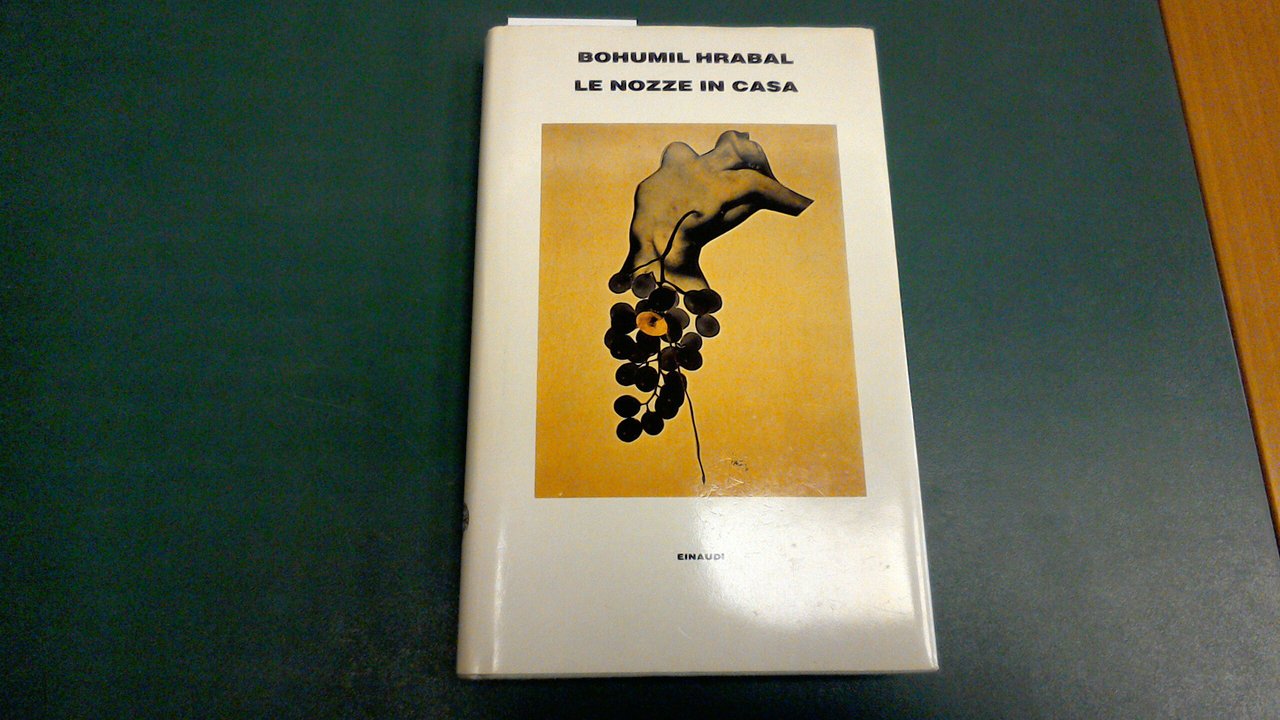 BOHUMIL HRABAL
LE NOZZE IN CASA
EINAUDI